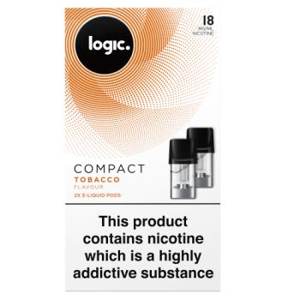 logic.
18
MG/ML
NICOTINE
COMPACT
TOBACCO
FLAVOUR
2X E-LIQUID PODS
This product
contains nicotine
which is a highly
addictive substance